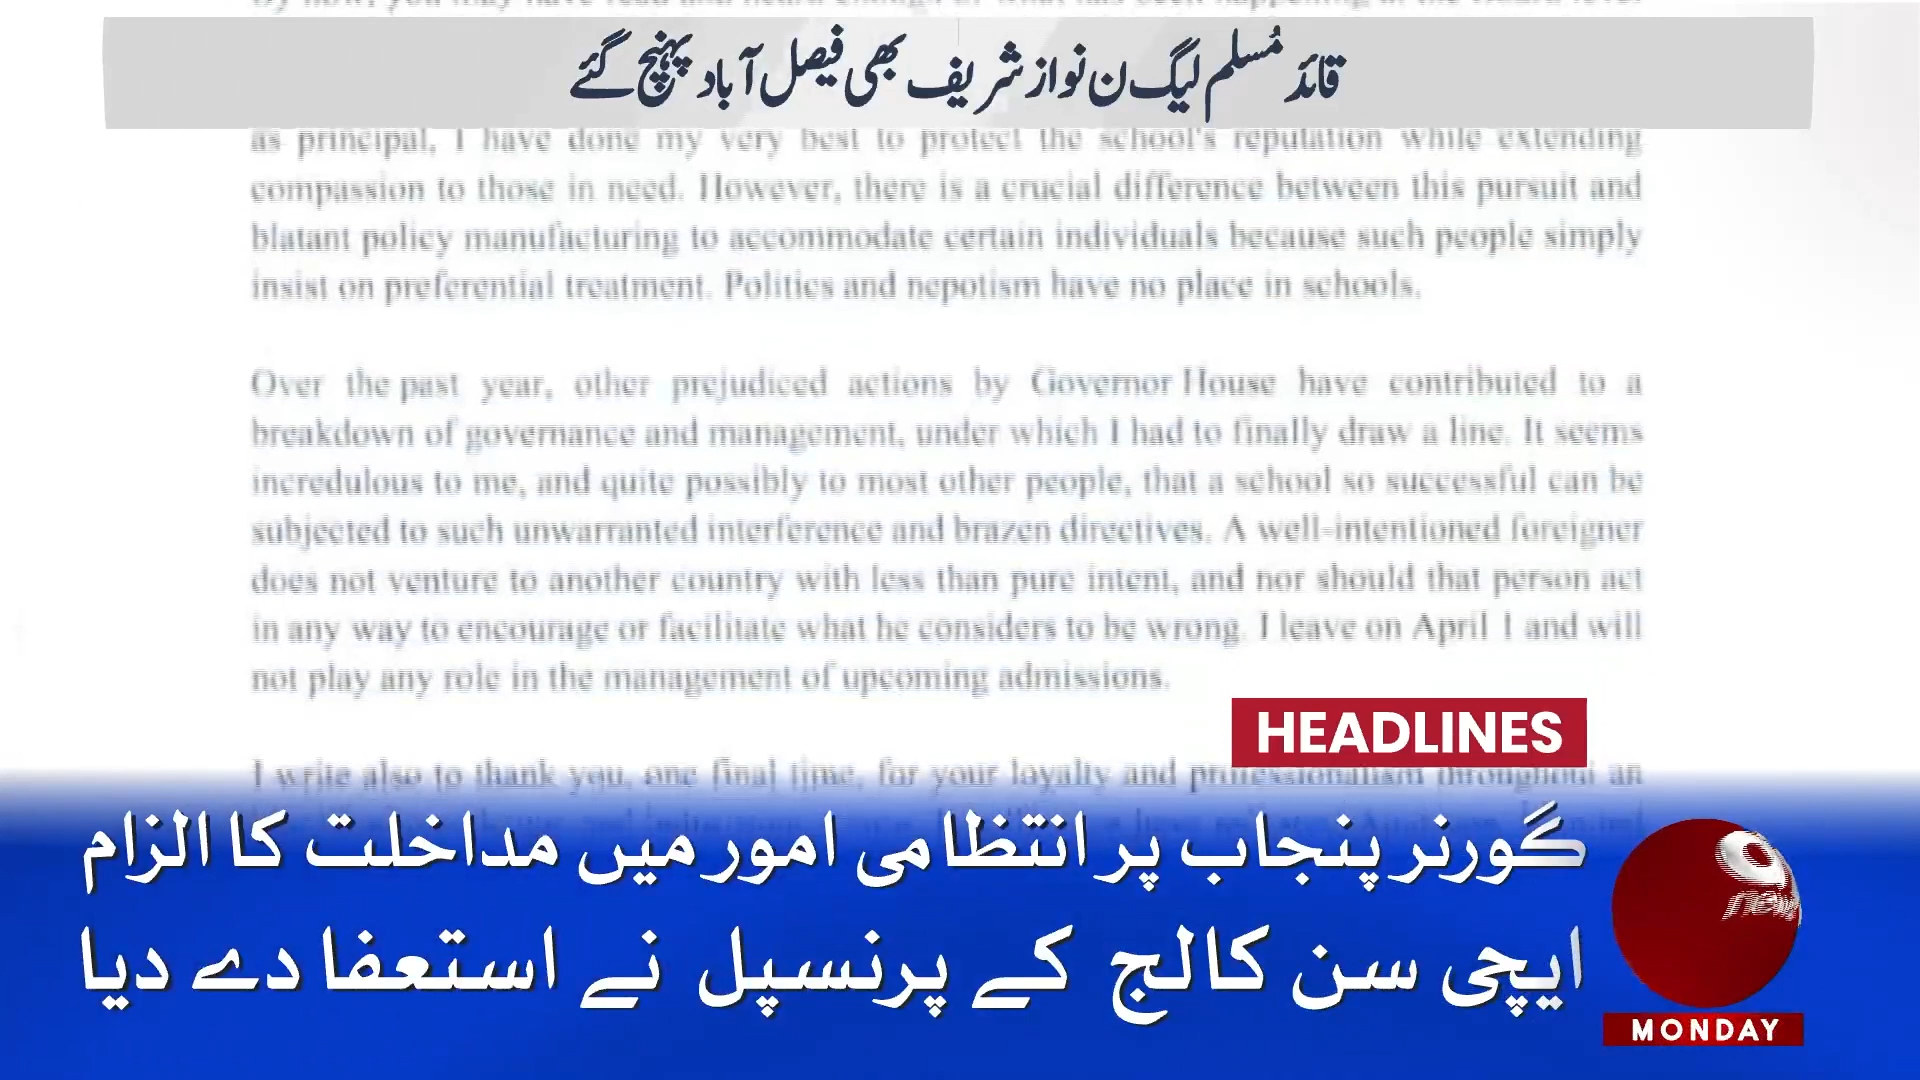 قائد مُسلم لیگ ن نواز شریف بھی فیصل آباد پہنچ گئے
as principal, I have done my very best to protect the school's reputation while extending
compassion to those in need. However, there is a crucial difference between this pursuit and
blatant policy manufacturing to accommodate certain individuals because such people simply
insist on preferential treatment. Politics and nepotism have no place in schools.
Over the past year, other prejudiced actions by Governor House have contributed to a
breakdown of governance and management, under which I had to finally draw a line. It seems
incredulous to me, and quite possibly to most other people, that a school so successful can be
subjected to such unwarranted interference and brazen directives. A well-intentioned foreigner
does not venture to another country with less than pure intent, and nor should that person act
in any way to encourage or facilitate what he considers to be wrong. I leave on April 1 and will
not play any role in the management of upcoming admissions.
HEADLINES
I write also to thank you, one final time, for your loyalty and professionalism throughout an
گورنر پنجاب پر انتظامی امور میں مداخلت کا الزام
ایچی سن کالج کے پرنسپل نے استعفا دے دیا
9
news
MONDAY